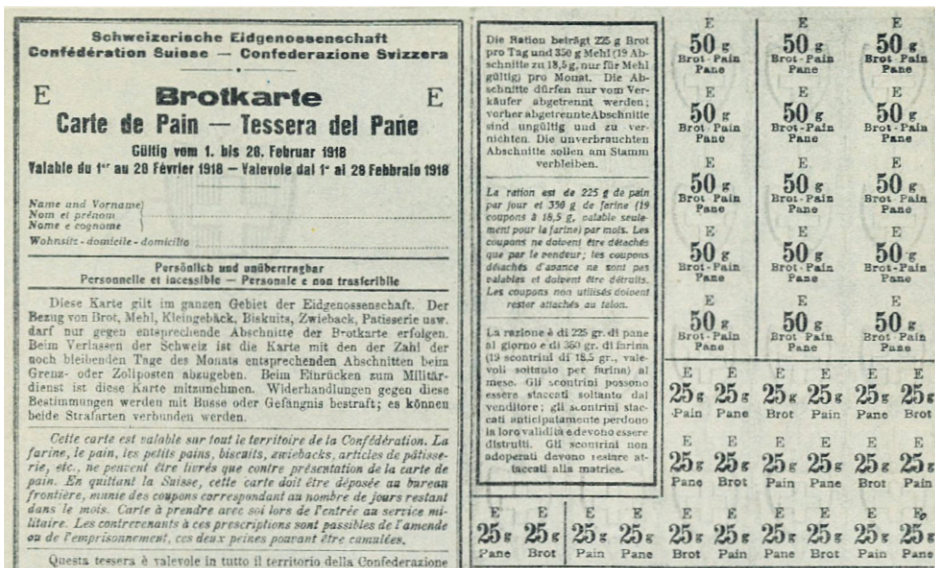 Schweizerische Eidgenossenschaft
Confédération Suisse — Confederazione Svizzera
E Brotkarte E
Carte de Pain — Tessera del Pane
Gültig vom 1. bis 28. Februar 1918
Valable du 1er au 28 Février 1918 — Valevole dal 1° al 28 Febbraio 1918
Name und Vorname)
Nom et prénom
Nome e cognome
Wohnsitz - domicile - domicilio
Persönlich und unübertragbar
Personnelle et incessible — Personale e non trasferibile
Diese Karte gilt im ganzen Gebiet der Eidgenossenschaft. Der
Bezug von Brot, Mehl, Kleingebäck, Biskuits, Zwieback, Patisserie usw.
darf nur gegen entsprechende Abschnitte der Brotkarte erfolgen.
Beim Verlassen der Schweiz ist die Karte mit den der Zahl der
noch bleibenden Tage des Monats entsprechenden Abschnitten beim
Grenz- oder Zollposten abzugeben. Beim Einrücken zum Militär-
dienst ist diese Karte mitzunehmen. Widerhandlungen gegen diese
Bestimmungen werden mit Busse oder Gefängnis bestraft; es können
beide Strafarten verbunden werden.
Cette carte est valable sur tout le territoire de la Confédération. La
farine, le pain, les petits pains, biscuits, zwiebacks, articles de pâtisse-
rie, etc., ne peuvent être livrés que contre présentation de la carte de
pain. En quittant la Suisse, cette carte doit être déposée au bureau
frontière, munie des coupons correspondant au nombre de jours restant
dans le mois. Carte à prendre avec soi lors de l'entrée au service mi-
litaire. Les contrevenants à ces prescriptions sont passibles de l'amende
ou de l'emprisonnement, ces deux peines pouvant être cumulées.
Questa tessera è valevole in tutto il territorio della Confederazione
Die Ration beträgt 225 g Brot
pro Tag und 350 g Mehl (19 Ab-
schnitte zu 18,5 g, nur für Mehl
gültig) pro Monat. Die Ab-
schnitte dürfen nur vom Ver-
käufer abgetrennt werden;
vorher abgetrennte Abschnitte
sind ungültig und zu ver-
nichten. Die unverbrauchten
Abschnitte sollen am Stamm
verbleiben.
La ration est de 225 g de pain
par jour et 350 g de farine (19
coupons à 18,5 g, valable seule-
ment pour la farine) par mois. Les
coupons ne doivent être détachés
que par le vendeur; les coupons
détachés d'avance ne sont pas
valables et doivent être détruits.
Les coupons non utilisés doivent
rester attachés au talon.
La razione è di 225 gr. di pane
al giorno e di 350 gr. di farina
(19 scontrini di 18,5 gr., vale-
voli soltanto per farina) al
mese. Gli scontrini possono
essere staccati soltanto dal
venditore; gli scontrini stac-
cati anticipatamente perdono
la loro validità e devono essere
distrutti. Gli scontrini non
adoperati devono restare at-
taccati alla matrice.
E E E
50 g 50 g 50 g
Brot-Pain Brot-Pain Brot-Pain
Pane Pane Pane
E E E
50 g 50 g 50 g
Brot-Pain Brot-Pain Brot-Pain
Pane Pane Pane
E E E
50 g 50 g 50 g
Brot-Pain Brot-Pain Brot-Pain
Pane Pane Pane
E E E
50 g 50 g 50 g
Brot-Pain Brot-Pain Brot-Pain
Pane Pane Pane
E E E
50 g 50 g 50 g
Brot-Pain Brot-Pain Brot-Pain
Pane Pane Pane
E E E E E E
25 g 25 g 25 g 25 g 25 g 25 g
Pain Pane Brot Pain Pane Brot
E E E E E E
25 g 25 g 25 g 25 g 25 g 25 g
Pane Brot Pain Pane Brot Pain
E E E E E E E E E E
25 g 25 g 25 g 25 g 25 g 25 g 25 g 25 g 25 g 25 g
Pane Brot Pain Pane Brot Pain Pane Brot Pain Pane